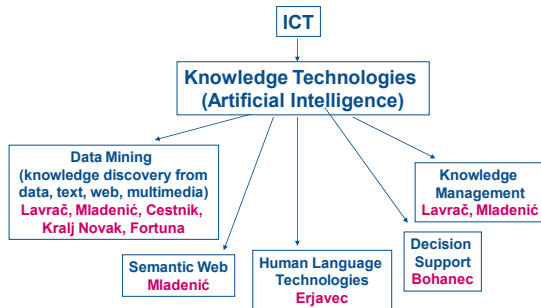 ICT
Knowledge Technologies
(Artificial Intelligence)
Data Mining
(knowledge discovery from
data, text, web, multimedia)
Lavrač, Mladenić, Cestnik,
Kralj Novak, Fortuna
Knowledge
Management
Lavrač, Mladenić
Semantic Web
Mladenić
Human Language
Technologies
Erjavec
Decision
Support
Bohanec